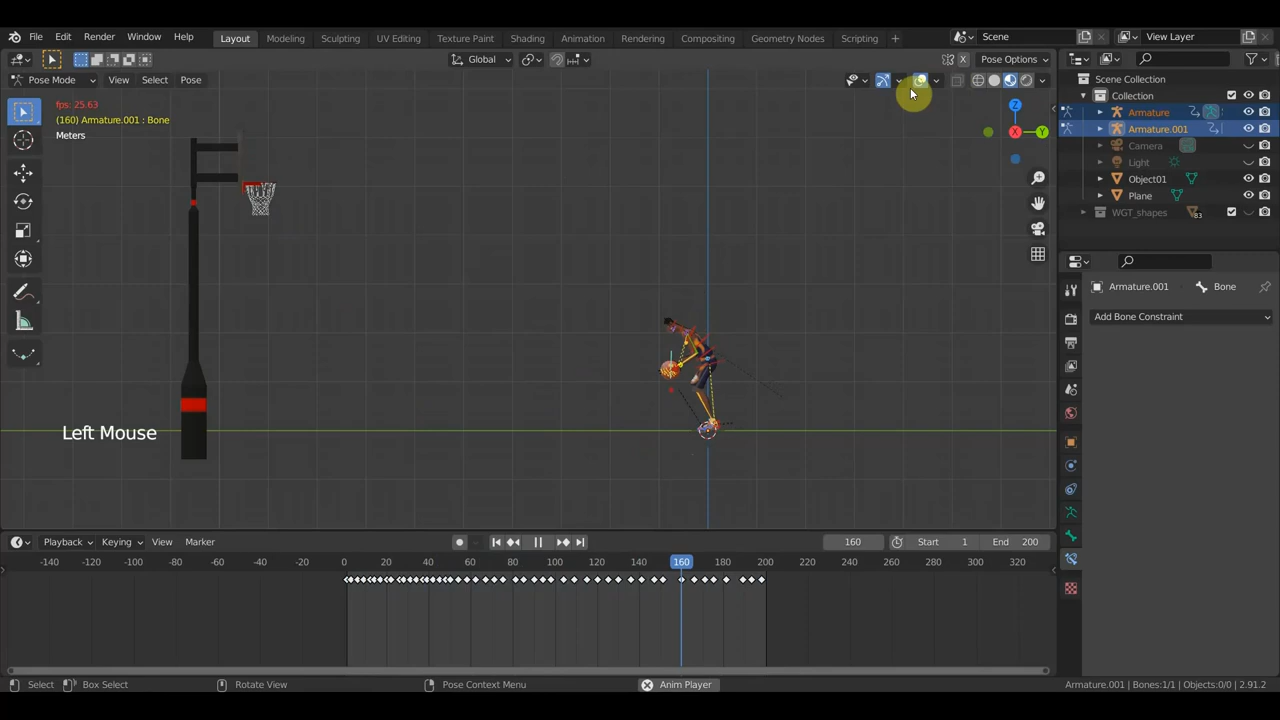 File Edit Render Window Help Layout Modeling Sculpting UV Editing Texture Paint Shading Animation Rendering Compositing Geometry Nodes Scripting + Scene View Layer
Global X Pose Options
Pose Mode View Select Pose
fps: 25.63
(160) Armature.001 : Bone
Meters
Z
X Y
Scene Collection
Collection
Armature
Armature.001
Camera
Light
Object01
Plane
WGT_shapes 83
Armature.001 Bone
Add Bone Constraint
Left Mouse
Playback Keying View Marker 160 Start 1 End 200
-140 -120 -100 -80 -60 -40 -20 0 20 40 60 80 100 120 140 160 180 200 220 240 260 280 300 320
Select Box Select Rotate View Pose Context Menu Anim Player Armature.001 | Bones:1/1 | Objects:0/0 | 2.91.2